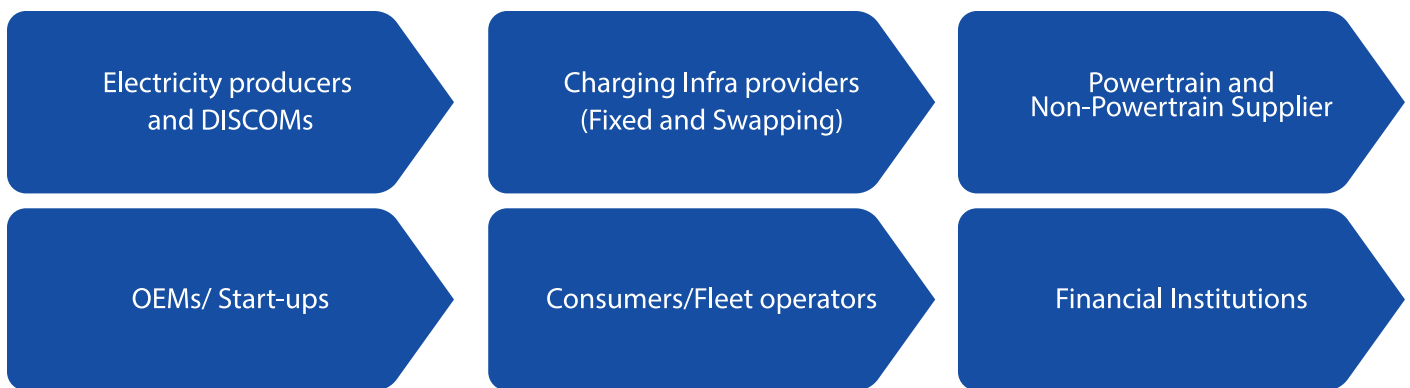 Electricity producers
and DISCOMs
Charging Infra providers
(Fixed and Swapping)
Powertrain and
Non-Powertrain Supplier
OEMs/ Start-ups
Consumers/Fleet operators
Financial Institutions